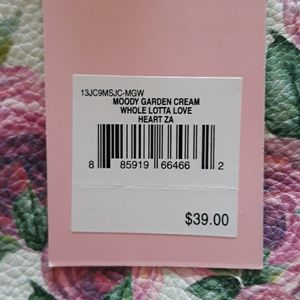 13JC9MSJC-MGW
MOODY GARDEN CREAM
WHOLE LOTTA LOVE
HEART ZA
8 85919 66466 2
$39.00